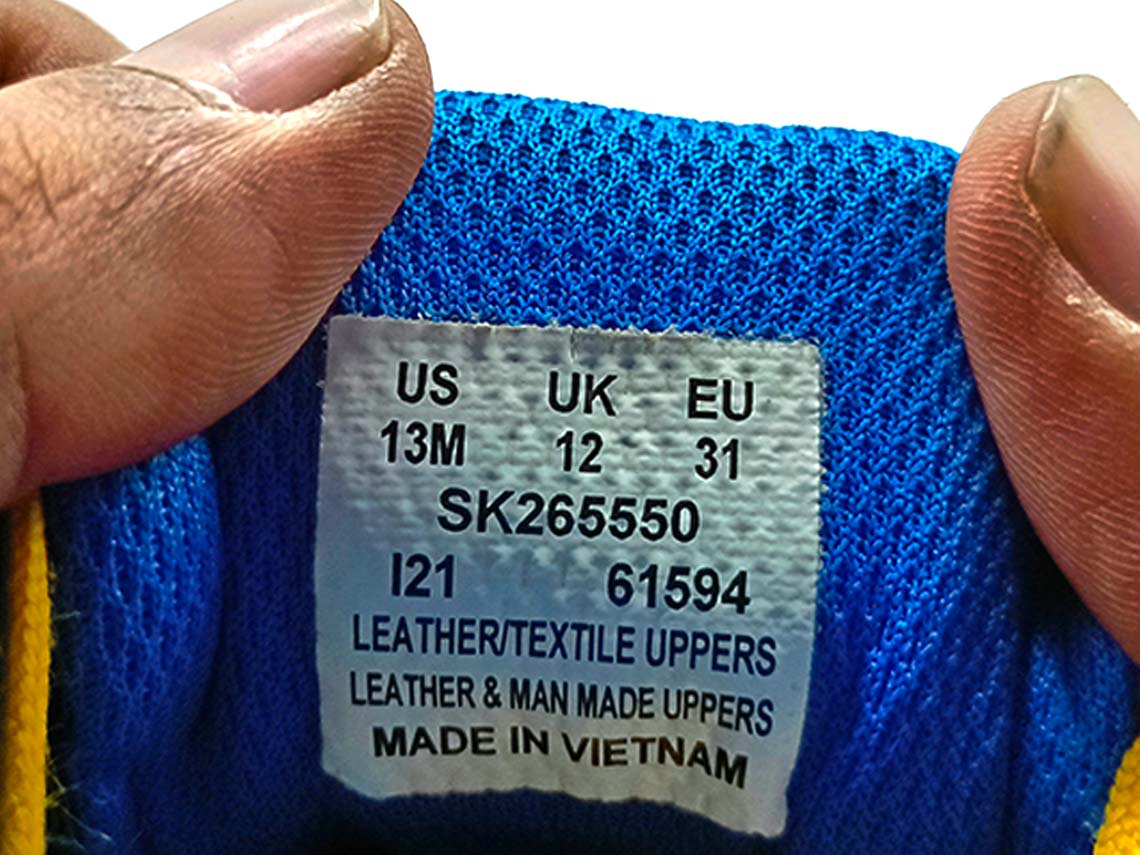 US UK EU
13M 12 31
SK265550
I21 61594
LEATHER/TEXTILE UPPERS
LEATHER & MAN MADE UPPERS
MADE IN VIETNAM